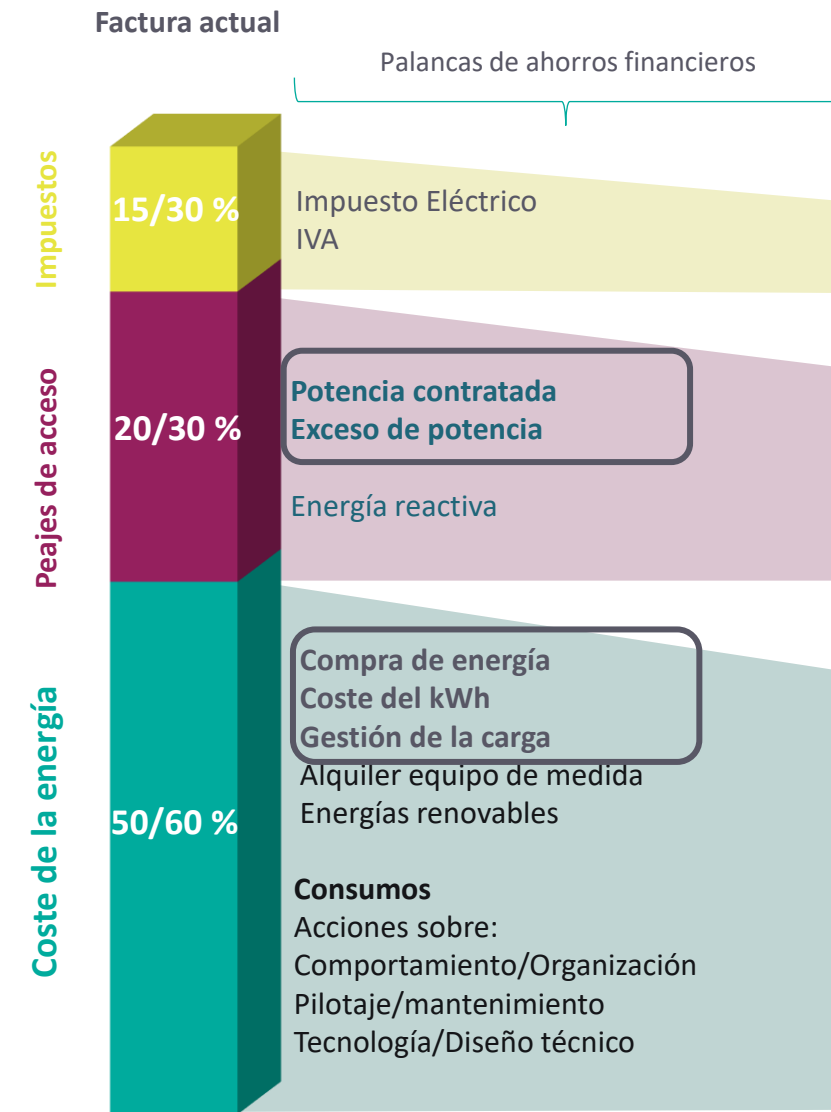 Factura actual
Palancas de ahorros financieros
Impuestos
15/30 %
Impuesto Eléctrico
IVA
Peajes de acceso
20/30 %
Potencia contratada
Exceso de potencia
Energía reactiva
Coste de la energía
50/60 %
Compra de energía
Coste del kWh
Gestión de la carga
Alquiler equipo de medida
Energías renovables
Consumos
Acciones sobre:
Comportamiento/Organización
Pilotaje/mantenimiento
Tecnología/Diseño técnico